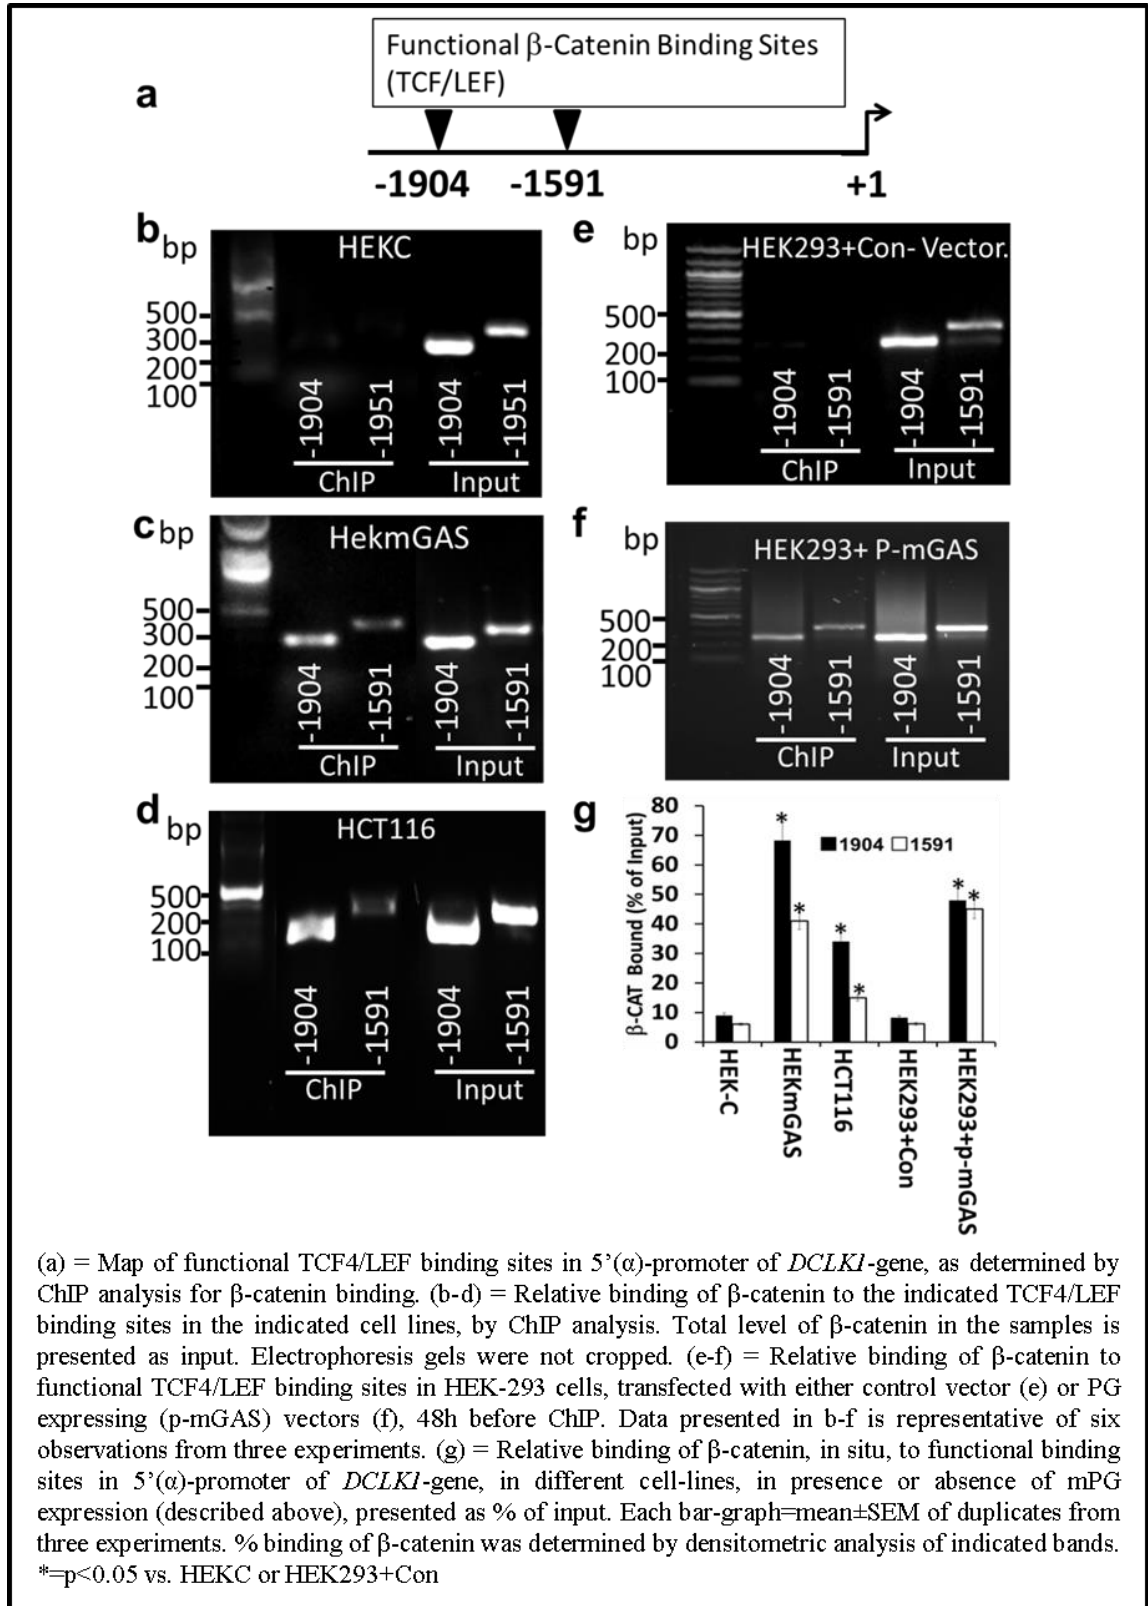 Functional β-Catenin Binding Sites
(TCF/LEF)
a
-1904
-1591
+1
b
bp
HEKC
500
300
200
100
-1904
-1951
-1904
-1951
ChIP
Input
c
bp
HekmGAS
500
300
200
100
-1904
-1591
-1904
-1591
ChIP
Input
d
bp
HCT116
500
200
100
-1904
-1591
-1904
-1591
ChIP
Input
e
bp
HEK293+Con- Vector.
500
200
100
-1904
-1591
-1904
-1591
ChIP
Input
f
bp
HEK293+ P-mGAS
500
200
100
-1904
-1591
-1904
-1591
ChIP
Input
g
β-CAT Bound (% of Input)
80
70
60
50
40
30
20
10
0
1904 1591
* * * * * *
HEK-C
HEKmGAS
HCT116
HEK293+Con
HEK293+p-mGAS
(a) = Map of functional TCF4/LEF binding sites in 5’(α)-promoter of DCLK1-gene, as determined by
ChIP analysis for β-catenin binding. (b-d) = Relative binding of β-catenin to the indicated TCF4/LEF
binding sites in the indicated cell lines, by ChIP analysis. Total level of β-catenin in the samples is
presented as input. Electrophoresis gels were not cropped. (e-f) = Relative binding of β-catenin to
functional TCF4/LEF binding sites in HEK-293 cells, transfected with either control vector (e) or PG
expressing (p-mGAS) vectors (f), 48h before ChIP. Data presented in b-f is representative of six
observations from three experiments. (g) = Relative binding of β-catenin, in situ, to functional binding
sites in 5’(α)-promoter of DCLK1-gene, in different cell-lines, in presence or absence of mPG
expression (described above), presented as % of input. Each bar-graph=mean±SEM of duplicates from
three experiments. % binding of β-catenin was determined by densitometric analysis of indicated bands.
*=p<0.05 vs. HEKC or HEK293+Con